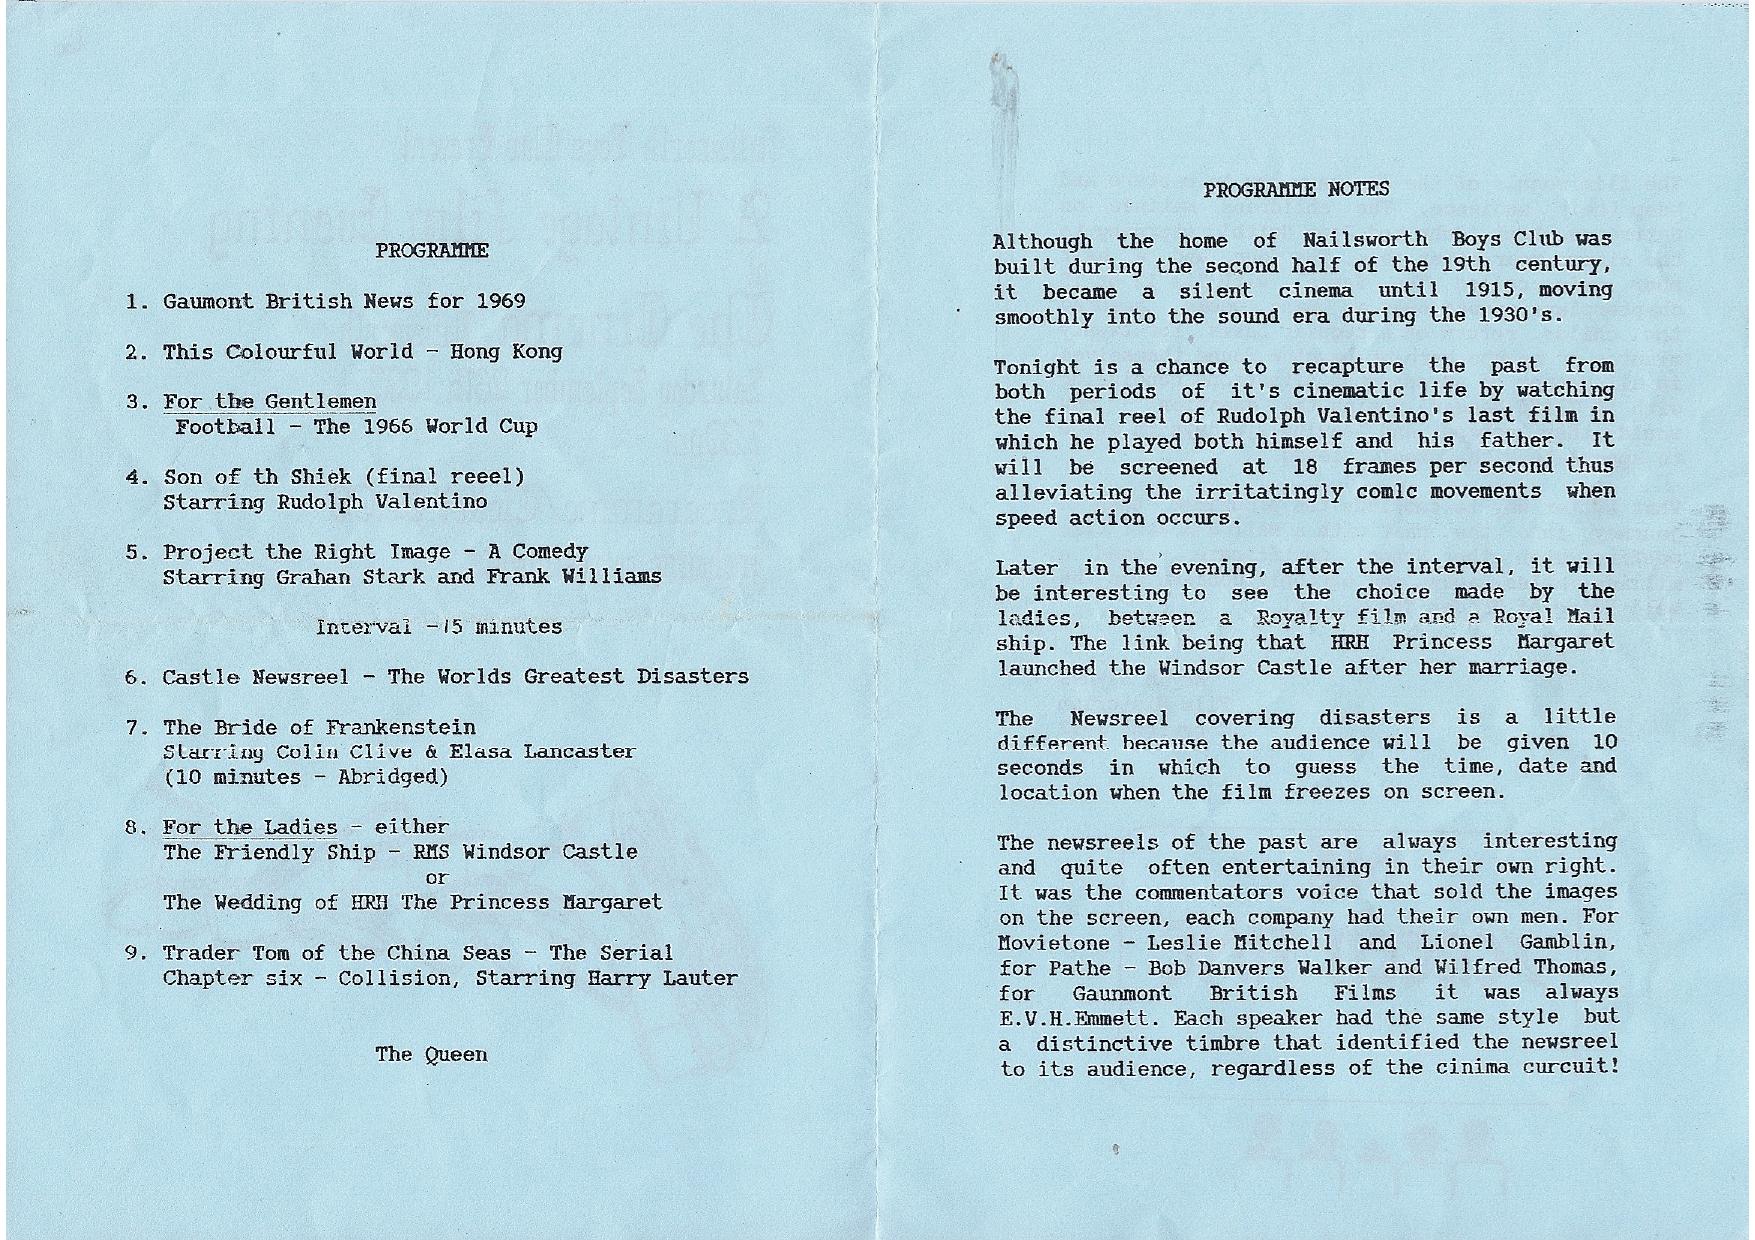 PROGRAMME
1. Gaumont British News for 1969
2. This Colourful World - Hong Kong
3. For the Gentlemen
Football - The 1966 World Cup
4. Son of th Shiek (final reeel)
Starring Rudolph Valentino
5. Project the Right Image - A Comedy
Starring Grahan Stark and Frank Williams
Interval -15 minutes
6. Castle Newsreel - The Worlds Greatest Disasters
7. The Bride of Frankenstein
Starring Colin Clive & Elasa Lancaster
(10 minutes - Abridged)
8. For the Ladies - either
The Friendly Ship - RMS Windsor Castle
or
The Wedding of HRH The Princess Margaret
9. Trader Tom of the China Seas - The Serial
Chapter six - Collision, Starring Harry Lauter
The Queen
PROGRAMME NOTES
Although the home of Nailsworth Boys Club was
built during the second half of the 19th century,
it became a silent cinema until 1915, moving
smoothly into the sound era during the 1930's.
Tonight is a chance to recapture the past from
both periods of it's cinematic life by watching
the final reel of Rudolph Valentino's last film in
which he played both himself and his father. It
will be screened at 18 frames per second thus
alleviating the irritatingly comic movements when
speed action occurs.
Later in the evening, after the interval, it will
be interesting to see the choice made by the
ladies, between a Royalty film and a Royal Mail
ship. The link being that HRH Princess Margaret
launched the Windsor Castle after her marriage.
The Newsreel covering disasters is a little
different because the audience will be given 10
seconds in which to guess the time, date and
location when the film freezes on screen.
The newsreels of the past are always interesting
and quite often entertaining in their own right.
It was the commentators voice that sold the images
on the screen, each company had their own men. For
Movietone - Leslie Mitchell and Lionel Gamblin,
for Pathe - Bob Danvers Walker and Wilfred Thomas,
for Gaunmont British Films it was always
E.V.H.Emmett. Each speaker had the same style but
a distinctive timbre that identified the newsreel
to its audience, regardless of the cinima curcuit!